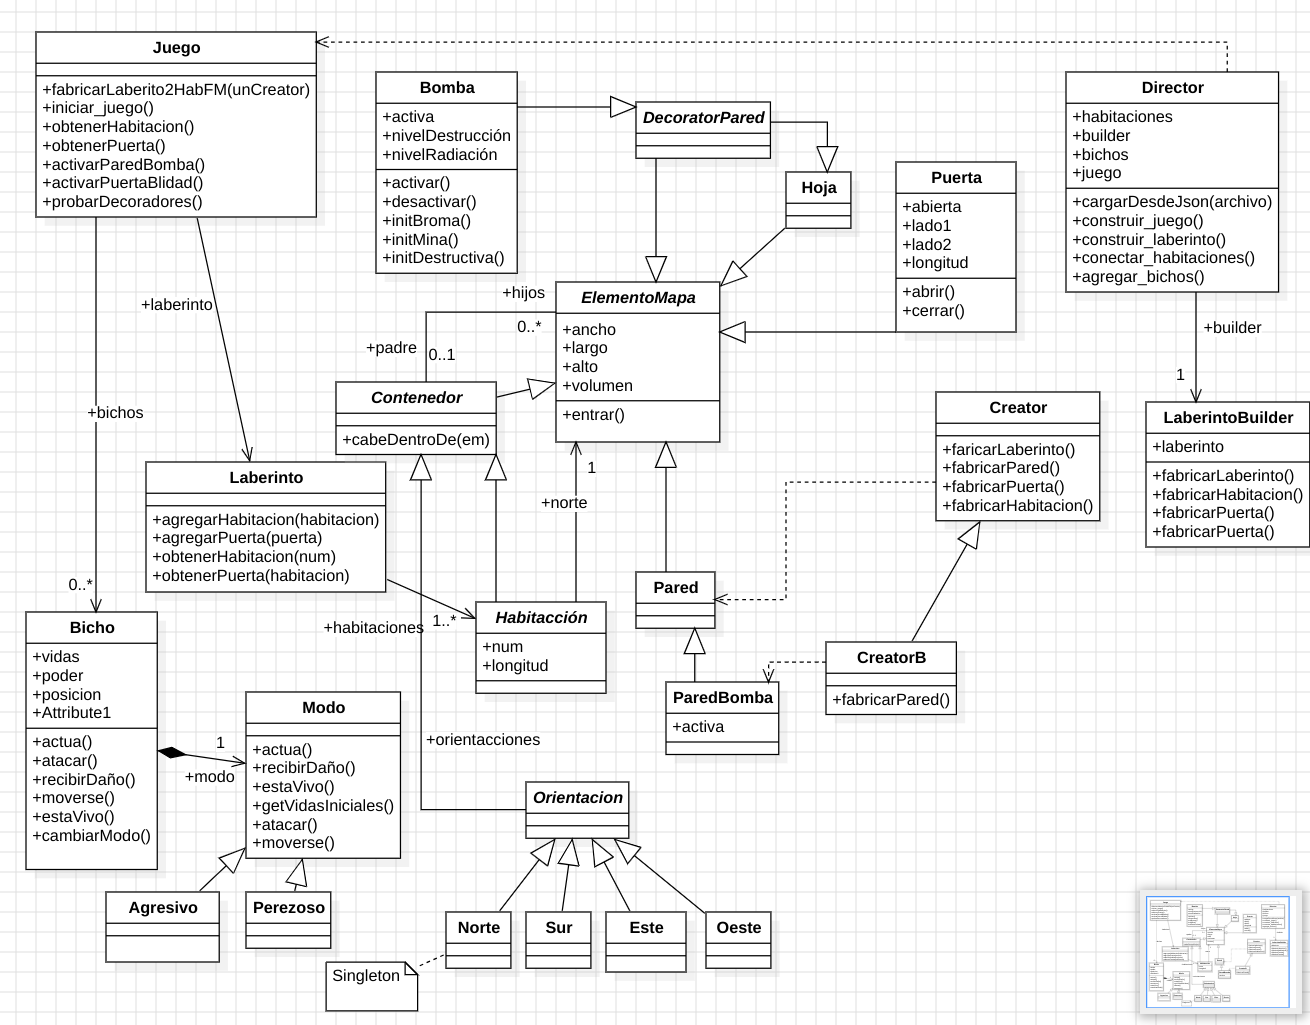 Juego
+fabricarLaberito2HabFM(unCreator)
+iniciar_juego()
+obtenerHabitacion()
+obtenerPuerta()
+activarParedBomba()
+activarPuertaBlidad()
+probarDecoradores()
Bomba
+activa
+nivelDestrucción
+nivelRadiación
+activar()
+desactivar()
+initBroma()
+initMina()
+initDestructiva()
DecoratorPared
Hoja
Puerta
+abierta
+lado1
+lado2
+longitud
+abrir()
+cerrar()
Director
+habitaciones
+builder
+bichos
+juego
+cargarDesdeJson(archivo)
+construir_juego()
+construir_laberinto()
+conectar_habitaciones()
+agregar_bichos()
+laberinto
+hijos
0..*
+padre
0..1
ElementoMapa
+ancho
+largo
+alto
+volumen
+entrar()
+builder
1
+bichos
Contenedor
+cabeDentroDe(em)
Creator
+faricarLaberinto()
+fabricarPared()
+fabricarPuerta()
+fabricarHabitacion()
LaberintoBuilder
+laberinto
+fabricarLaberinto()
+fabricarHabitacion()
+fabricarPuerta()
+fabricarPuerta()
Laberinto
+agregarHabitacion(habitacion)
+agregarPuerta(puerta)
+obtenerHabitacion(num)
+obtenerPuerta(habitacion)
1
+norte
0..*
+habitaciones
1..*
Habitacción
+num
+longitud
Pared
Bicho
+vidas
+poder
+posicion
+Attribute1
+actua()
+atacar()
+recibirDaño()
+moverse()
+estaVivo()
+cambiarModo()
1
+modo
Modo
+actua()
+recibirDaño()
+estaVivo()
+getVidasIniciales()
+atacar()
+moverse()
+orientacciones
ParedBomba
+activa
CreatorB
+fabricarPared()
Orientacion
Agresivo
Perezoso
Norte
Sur
Este
Oeste
Singleton